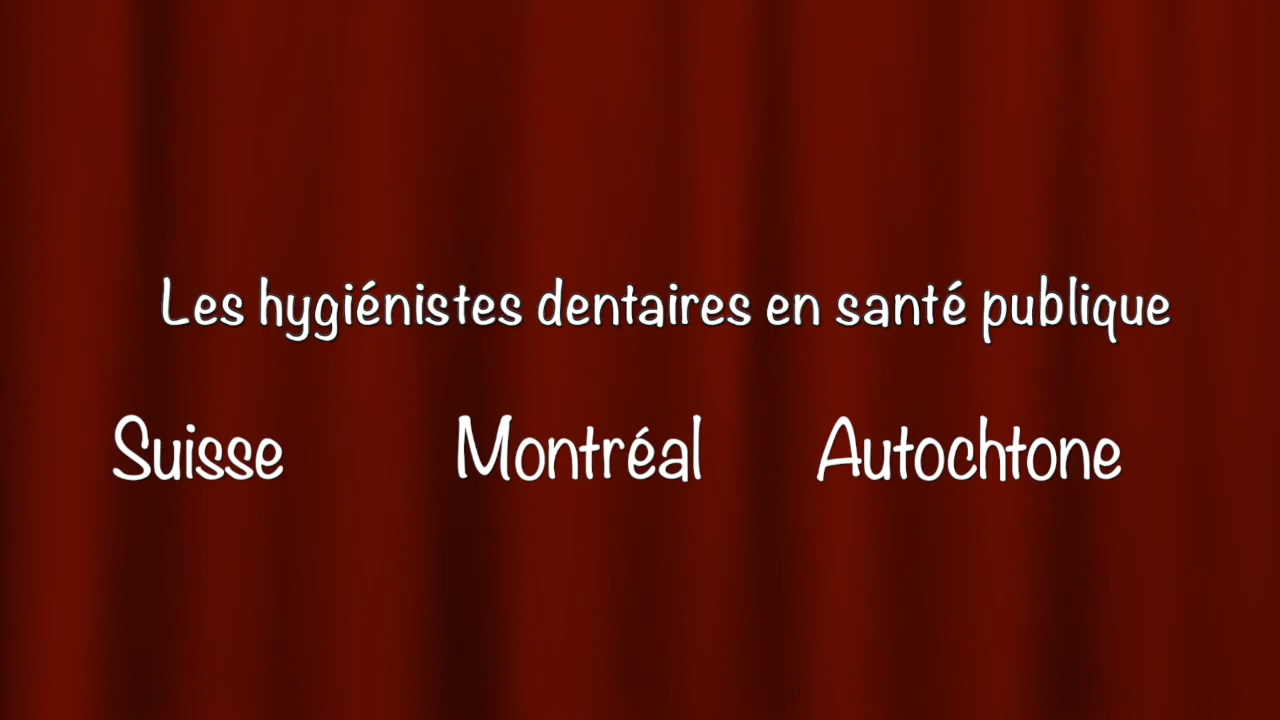 Les hygiénistes dentaires en santé publique
Suisse Montréal Autochtone